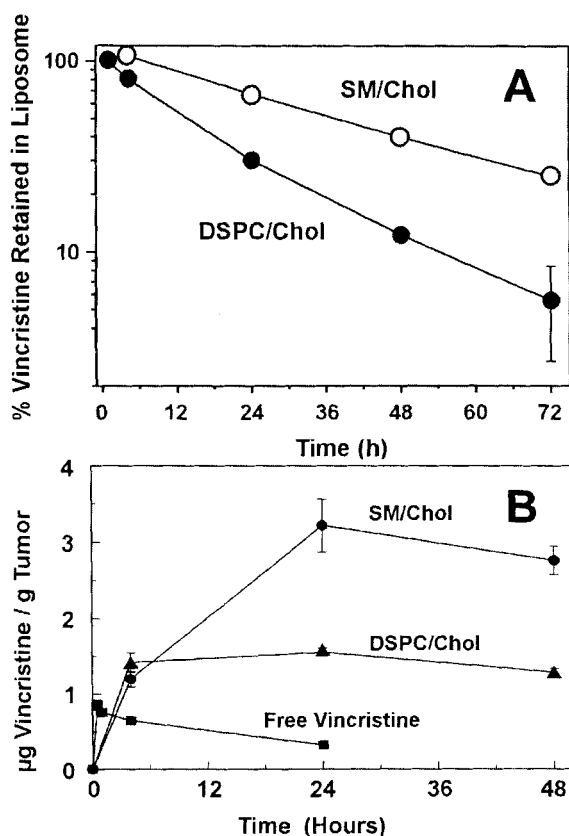 A
% Vincristine Retained in Liposome
100
10
SM/Chol
DSPC/Chol
0 12 24 36 48 60 72
Time (h)
B
µg Vincristine / g Tumor
4
3
2
1
0
SM/Chol
DSPC/Chol
Free Vincristine
0 12 24 36 48
Time (Hours)